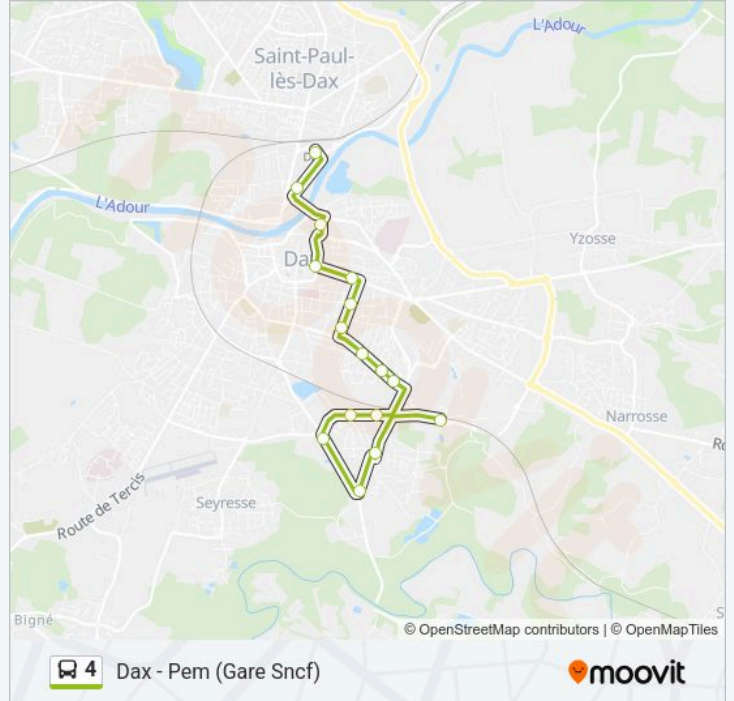 L'Adour
Saint-Paul-
lès-Dax
D
L'Adour
Yzosse
Da
Narrosse
Route de Tercis
Seyresse
Bigné
© OpenStreetMap contributors | © OpenMapTiles
4 Dax - Pem (Gare Sncf)
moovit